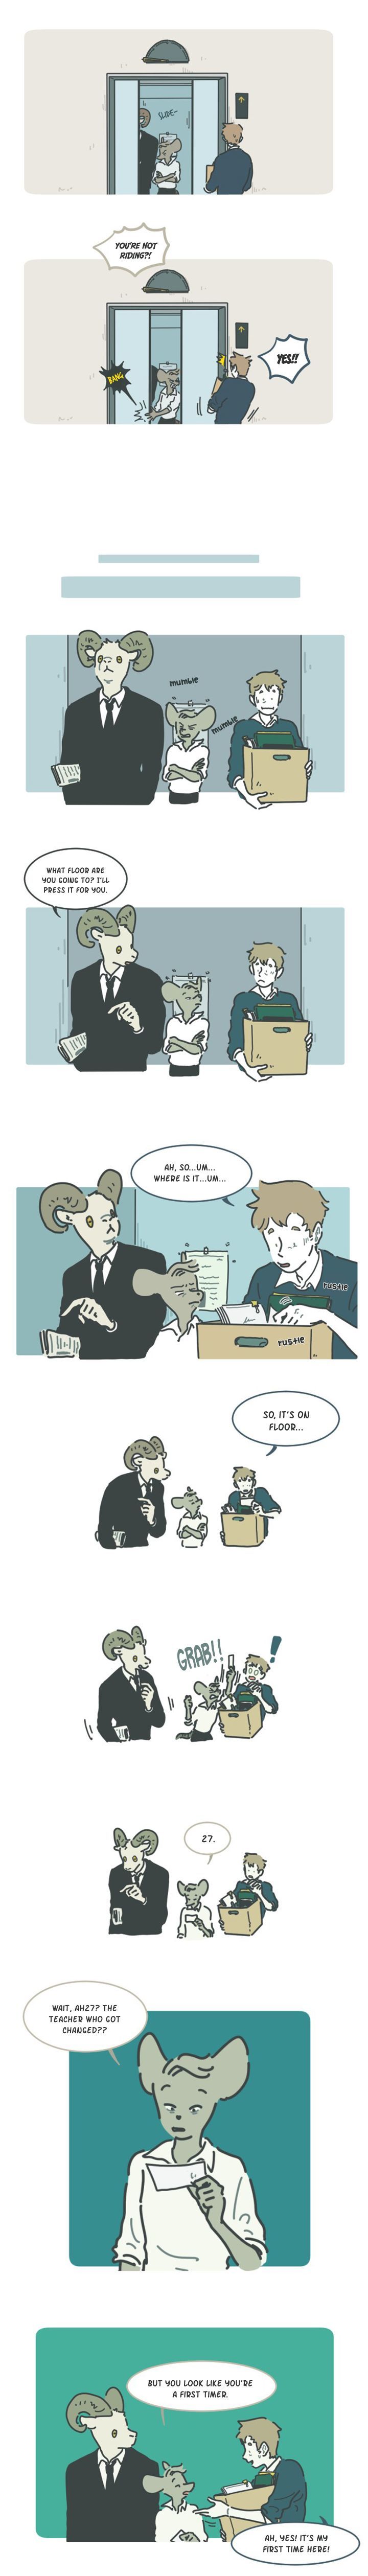 SLIDE~
YOU'RE NOT
RIDING?!
BANG
YES!!
mumble
mumble
WHAT FLOOR ARE
YOU GOING TO? I'LL
PRESS IT FOR YOU.
AH, SO...UM...
WHERE IS IT...UM...
rustle
rustle
SO, IT'S ON
FLOOR...
GRAB!!
!
27.
WAIT, AH27? THE
TEACHER WHO GOT
CHANGED??
BUT YOU LOOK LIKE YOU'RE
A FIRST TIMER.
AH, YES! IT'S MY
FIRST TIME HERE!